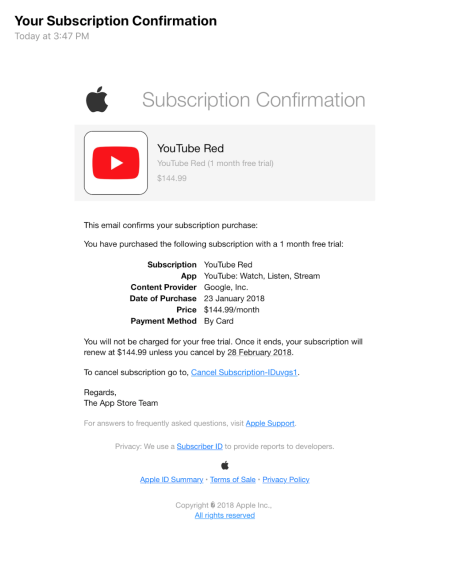 Your Subscription Confirmation
Today at 3:47 PM
Subscription Confirmation
YouTube Red
YouTube Red (1 month free trial)
$144.99
This email confirms your subscription purchase:
You have purchased the following subscription with a 1 month free trial:
Subscription YouTube Red
App YouTube: Watch, Listen, Stream
Content Provider Google, Inc.
Date of Purchase 23 January 2018
Price $144.99/month
Payment Method By Card
You will not be charged for your free trial. Once it ends, your subscription will
renew at $144.99 unless you cancel by 28 February 2018.
To cancel subscription go to, Cancel Subscription-IDuvgs1.
Regards,
The App Store Team
For answers to frequently asked questions, visit Apple Support.
Privacy: We use a Subscriber ID to provide reports to developers.
Apple ID Summary • Terms of Sale • Privacy Policy
Copyright © 2018 Apple Inc.,
All rights reserved